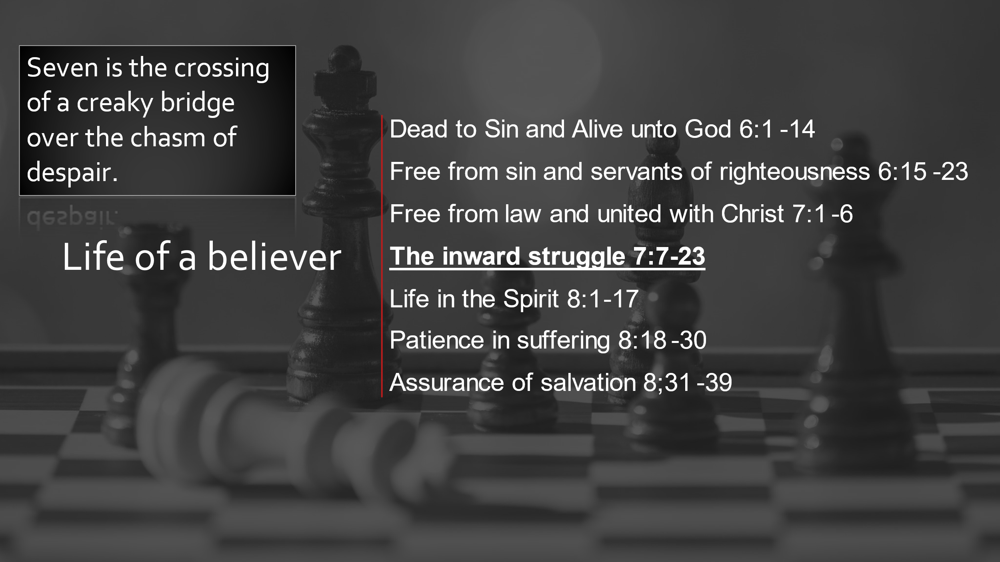 Seven is the crossing
of a creaky bridge
over the chasm of
despair.
Life of a believer
Dead to Sin and Alive unto God 6:1-14
Free from sin and servants of righteousness 6:15-23
Free from law and united with Christ 7:1-6
The inward struggle 7:7-23
Life in the Spirit 8:1-17
Patience in suffering 8:18-30
Assurance of salvation 8;31-39